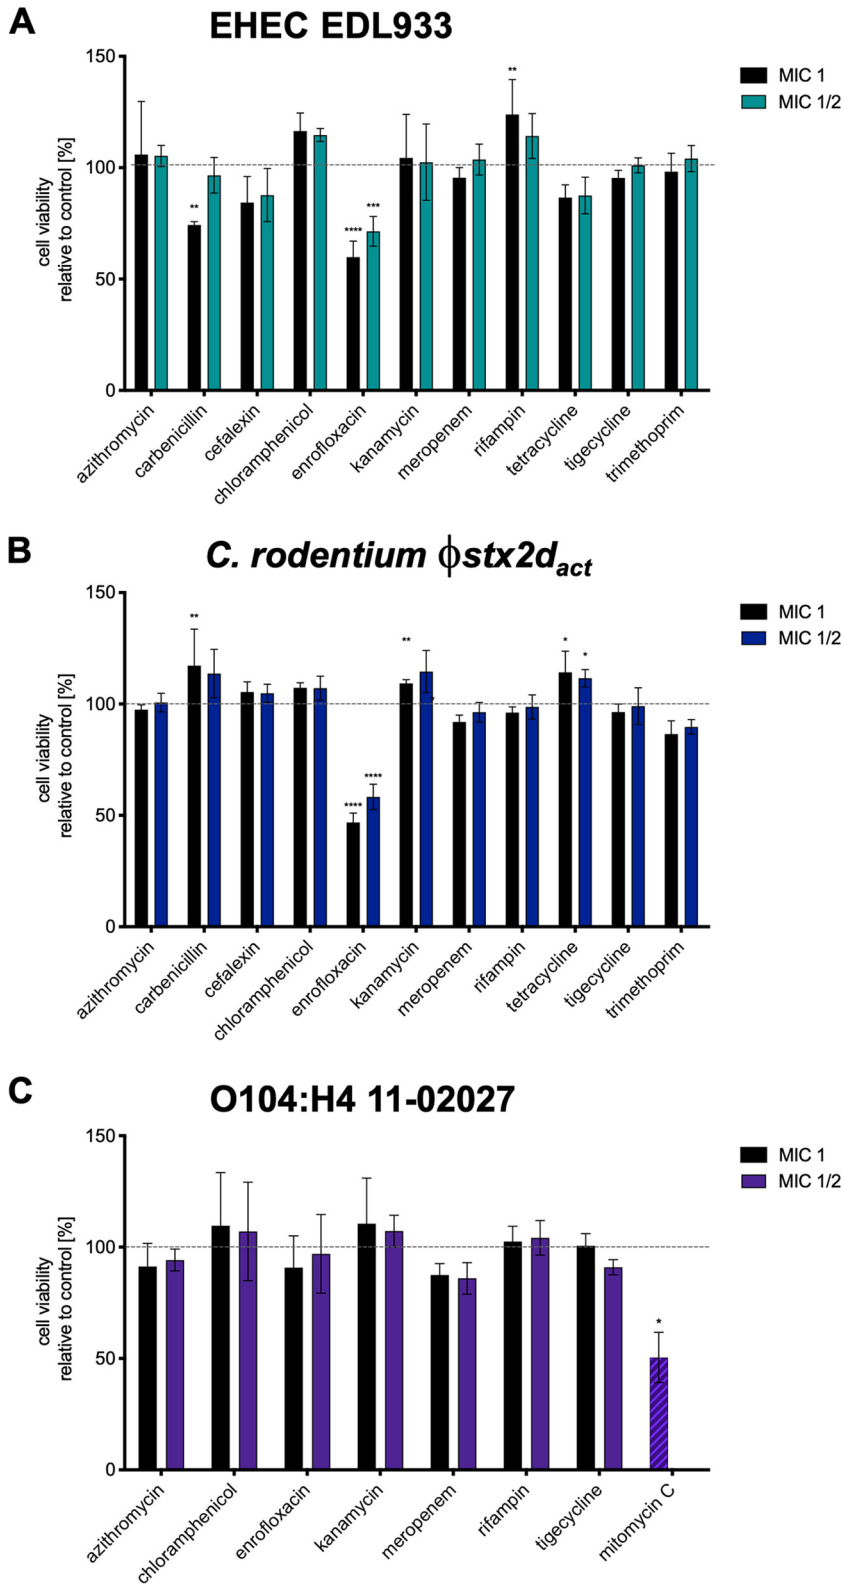 A
EHEC EDL933
cell viability
relative to control [%]
150
100
50
0
**
****
***
**
MIC 1
MIC 1/2
azithromycin
carbenicillin
cefalexin
chloramphenicol
enrofloxacin
kanamycin
meropenem
rifampin
tetracycline
tigecycline
trimethoprim
B
C. rodentium ϕstx2dact
cell viability
relative to control [%]
150
100
50
0
**
****
****
**
*
*
MIC 1
MIC 1/2
azithromycin
carbenicillin
cefalexin
chloramphenicol
enrofloxacin
kanamycin
meropenem
rifampin
tetracycline
tigecycline
trimethoprim
C
O104:H4 11-02027
cell viability
relative to control [%]
150
100
50
0
*
MIC 1
MIC 1/2
azithromycin
chloramphenicol
enrofloxacin
kanamycin
meropenem
rifampin
tigecycline
mitomycin C